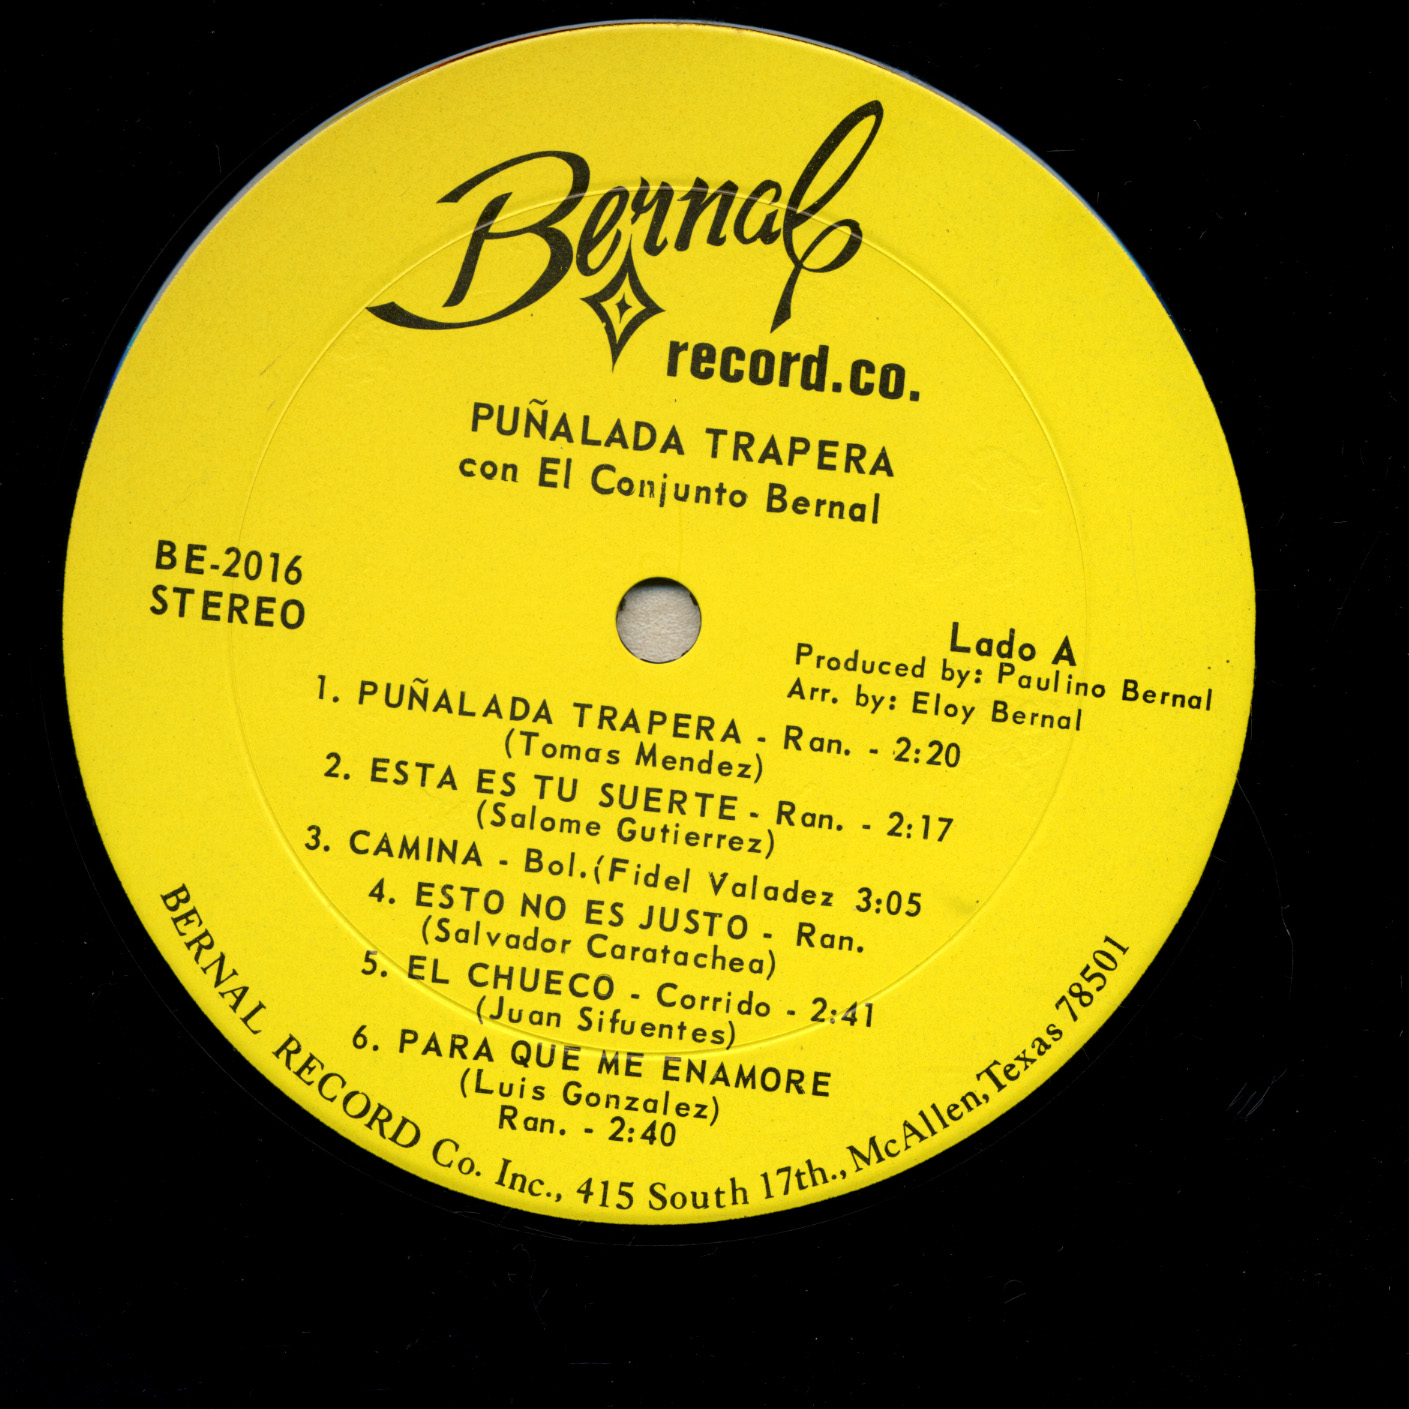 Bernal
record.co.
PUÑALADA TRAPERA
con El Conjunto Bernal
BE-2016
STEREO
Lado A
Produced by: Paulino Bernal
Arr. by: Eloy Bernal
1. PUÑALADA TRAPERA - Ran. - 2:20
(Tomas Mendez)
2. ESTA ES TU SUERTE - Ran. - 2:17
(Salome Gutierrez)
3. CAMINA - Bol.(Fidel Valadez 3:05
4. ESTO NO ES JUSTO - Ran.
(Salvador Caratachea)
5. EL CHUECO - Corrido - 2:41
(Juan Sifuentes)
6. PARA QUE ME ENAMORE
(Luis Gonzalez)
Ran. - 2:40
BERNAL RECORD Co. Inc., 415 South 17th., McAllen, Texas 78501